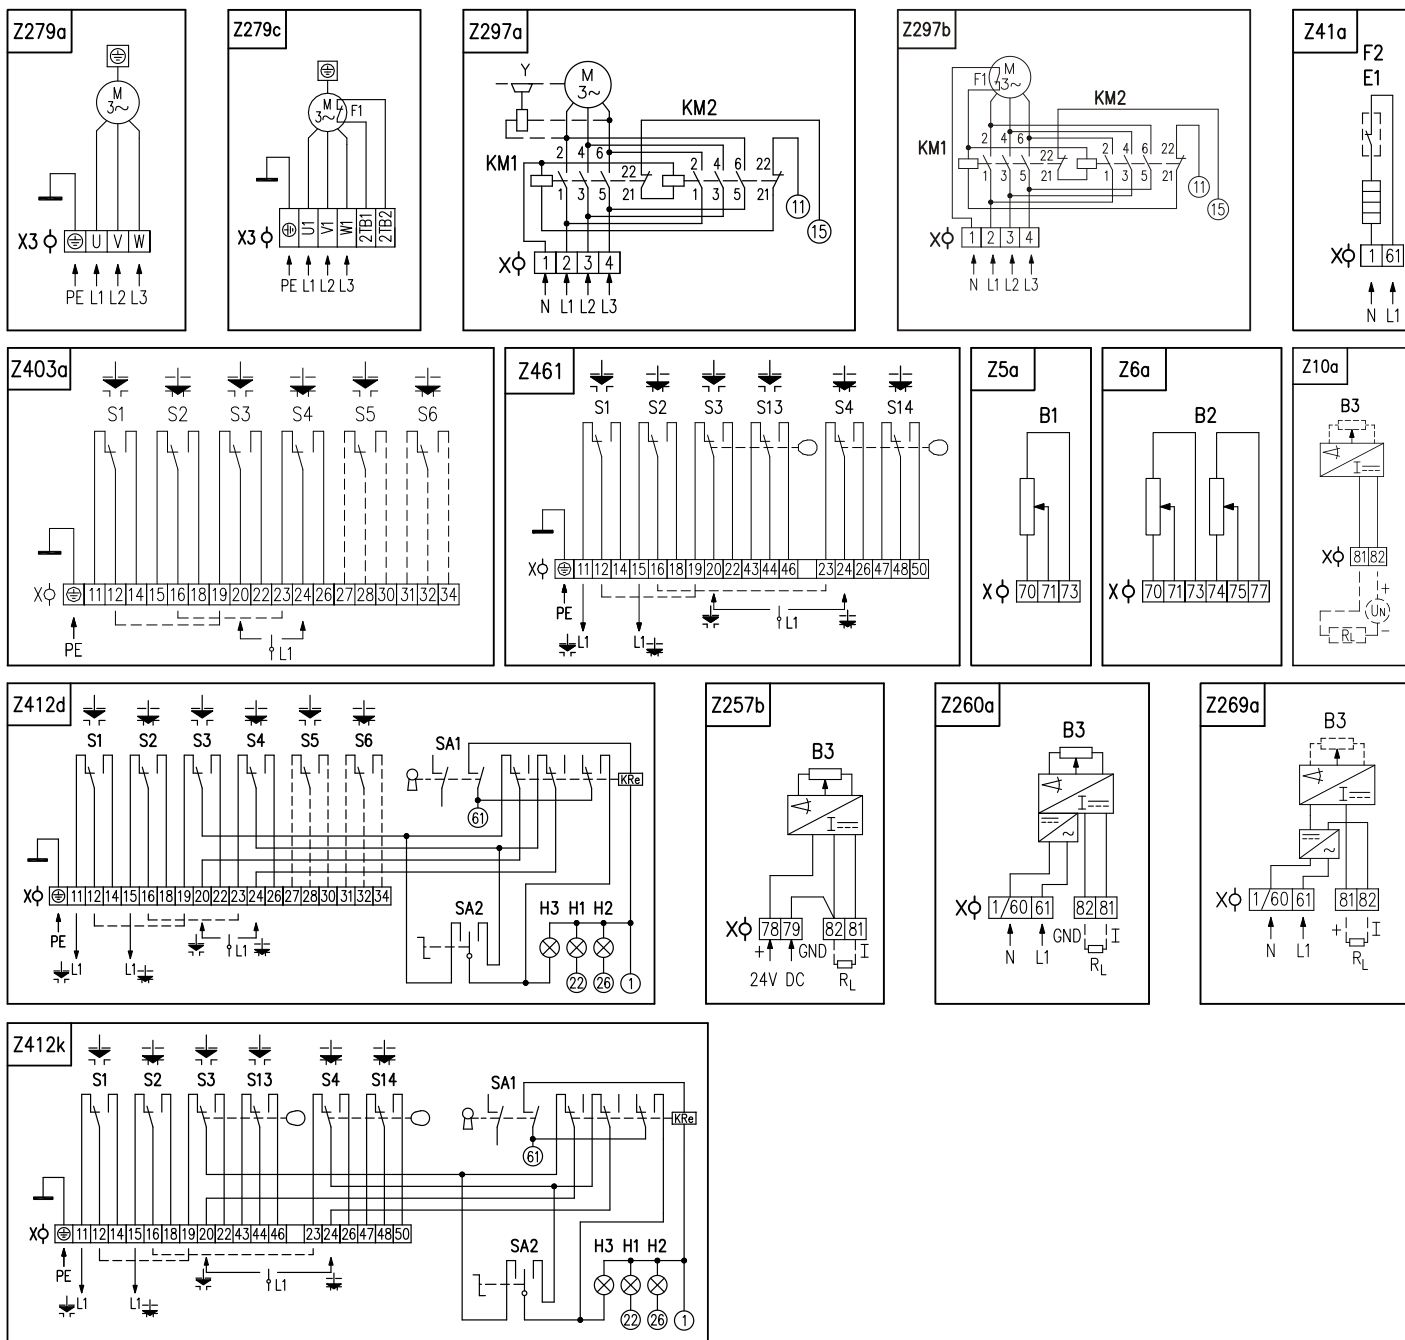 Z279a
M
3~
X3 U V W
PE L1 L2 L3
Z279c
M
3~ F1
X3 U1 V1 W1 2TB1 2TB2
PE L1 L2 L3
Z297a
Y M
3~
KM2
2 4 6 2 4 6 22
KM1 22
1 3 5 21 1 3 5 21
11
15
X 1 2 3 4
N L1 L2 L3
Z297b
M
F1 3~
KM2
2 4 6 2 4 6 22
KM1 22
1 3 5 21 1 3 5 21
11
15
X 1 2 3 4
N L1 L2 L3
Z41a
F2
E1
X 1 61
N L1
Z403a
S1 S2 S3 S4 S5 S6
X 11 12 14 15 16 18 19 20 22 23 24 26 27 28 30 31 32 34
PE L1
Z461
S1 S2 S3 S13 S4 S14
X 11 12 14 15 16 18 19 20 22 43 44 46 23 24 26 47 48 50
PE L1
L1 L1
Z5a
B1
X 70 71 73
Z6a
B2
X 70 71 73 74 75 77
Z10a
B3
I
X 81 82
+
UN
RL -
Z412d
S1 S2 S3 S4 S5 S6
SA1
KRe
61
X 11 12 14 15 16 18 19 20 22 23 24 26 27 28 30 31 32 34
PE L1
L1 L1
SA2 H3 H1 H2
22 26 1
Z257b
B3
I
X 78 79 82 81
+ GND I
24V DC RL
Z260a
B3
I
~
X 1/60 61 82 81
N L1 GND I
RL
Z269a
B3
I
~
X 1/60 61 81 82
N L1 + I
RL
Z412k
S1 S2 S3 S13 S4 S14
SA1
KRe
61
X 11 12 14 15 16 18 19 20 22 43 44 46 23 24 26 47 48 50
PE L1
L1 L1
SA2 H3 H1 H2
22 26 1